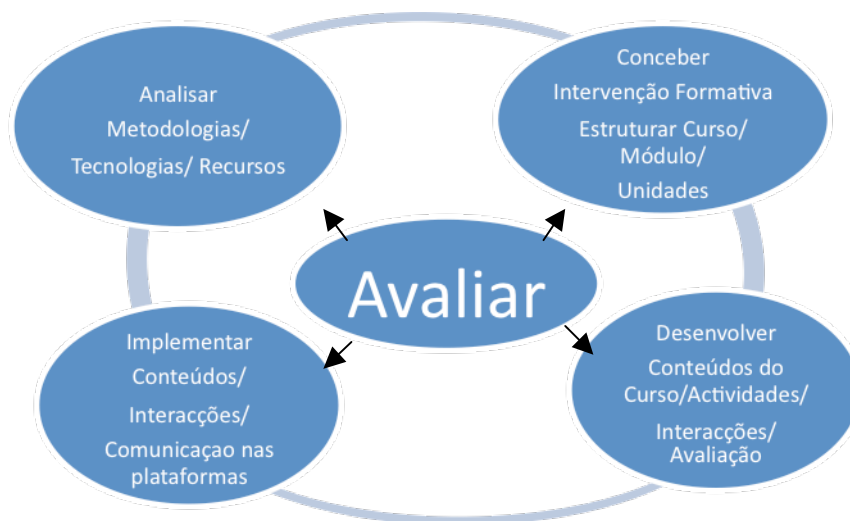 Analisar
Metodologias/
Tecnologias/ Recursos
Conceber
Intervenção Formativa
Estruturar Curso/
Módulo/
Unidades
Avaliar
Implementar
Conteúdos/
Interacções/
Comunicaçao nas
plataformas
Desenvolver
Conteúdos do
Curso/Actividades/
Interacções/
Avaliação